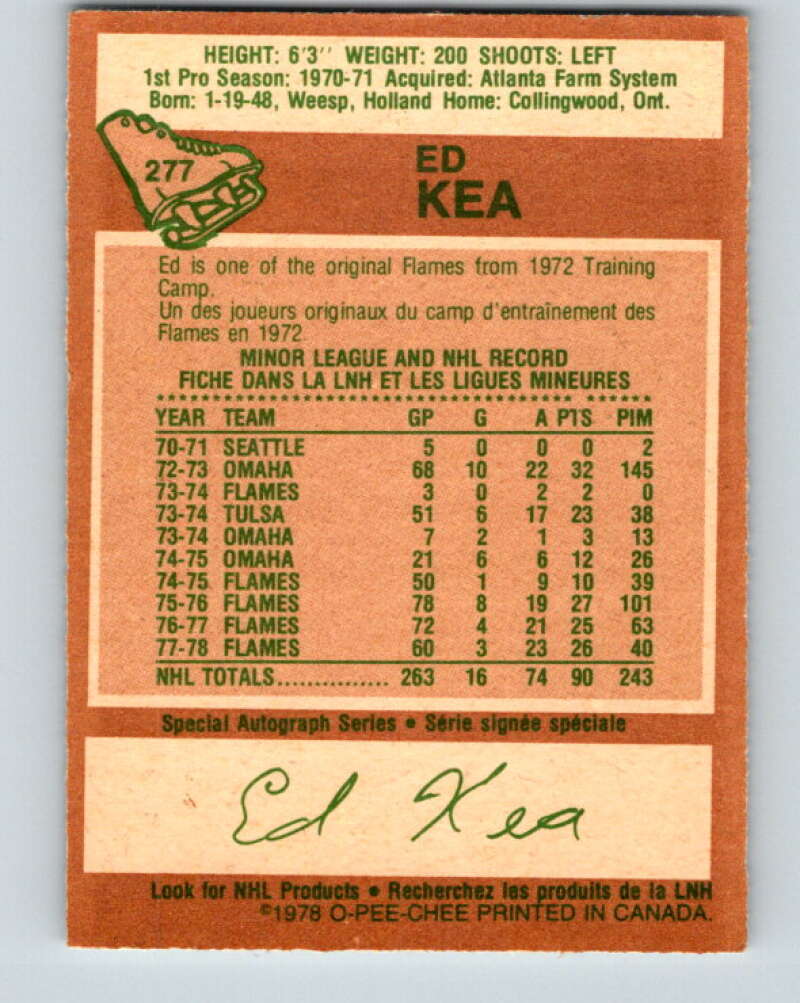 HEIGHT: 6'3'' WEIGHT: 200 SHOOTS: LEFT
1st Pro Season: 1970-71 Acquired: Atlanta Farm System
Born: 1-19-48, Weesp, Holland Home: Collingwood, Ont.
277
ED
KEA
Ed is one of the original Flames from 1972 Training
Camp.
Un des joueurs originaux du camp d'entraînement des
Flames en 1972
MINOR LEAGUE AND NHL RECORD
FICHE DANS LA LNH ET LES LIGUES MINEURES
YEAR TEAM GP G A PTS PIM
70-71 SEATTLE 5 0 0 0 2
72-73 OMAHA 68 10 22 32 145
73-74 FLAMES 3 0 2 2 0
73-74 TULSA 51 6 17 23 38
73-74 OMAHA 7 2 1 3 13
74-75 OMAHA 21 6 6 12 26
74-75 FLAMES 50 1 9 10 39
75-76 FLAMES 78 8 19 27 101
76-77 FLAMES 72 4 21 25 63
77-78 FLAMES 60 3 23 26 40
NHL TOTALS............... 263 16 74 90 243
Special Autograph Series • Série signée spéciale
Ed Kea
Look for NHL Products • Recherchez les produits de la LNH
©1978 O-PEE-CHEE PRINTED IN CANADA.